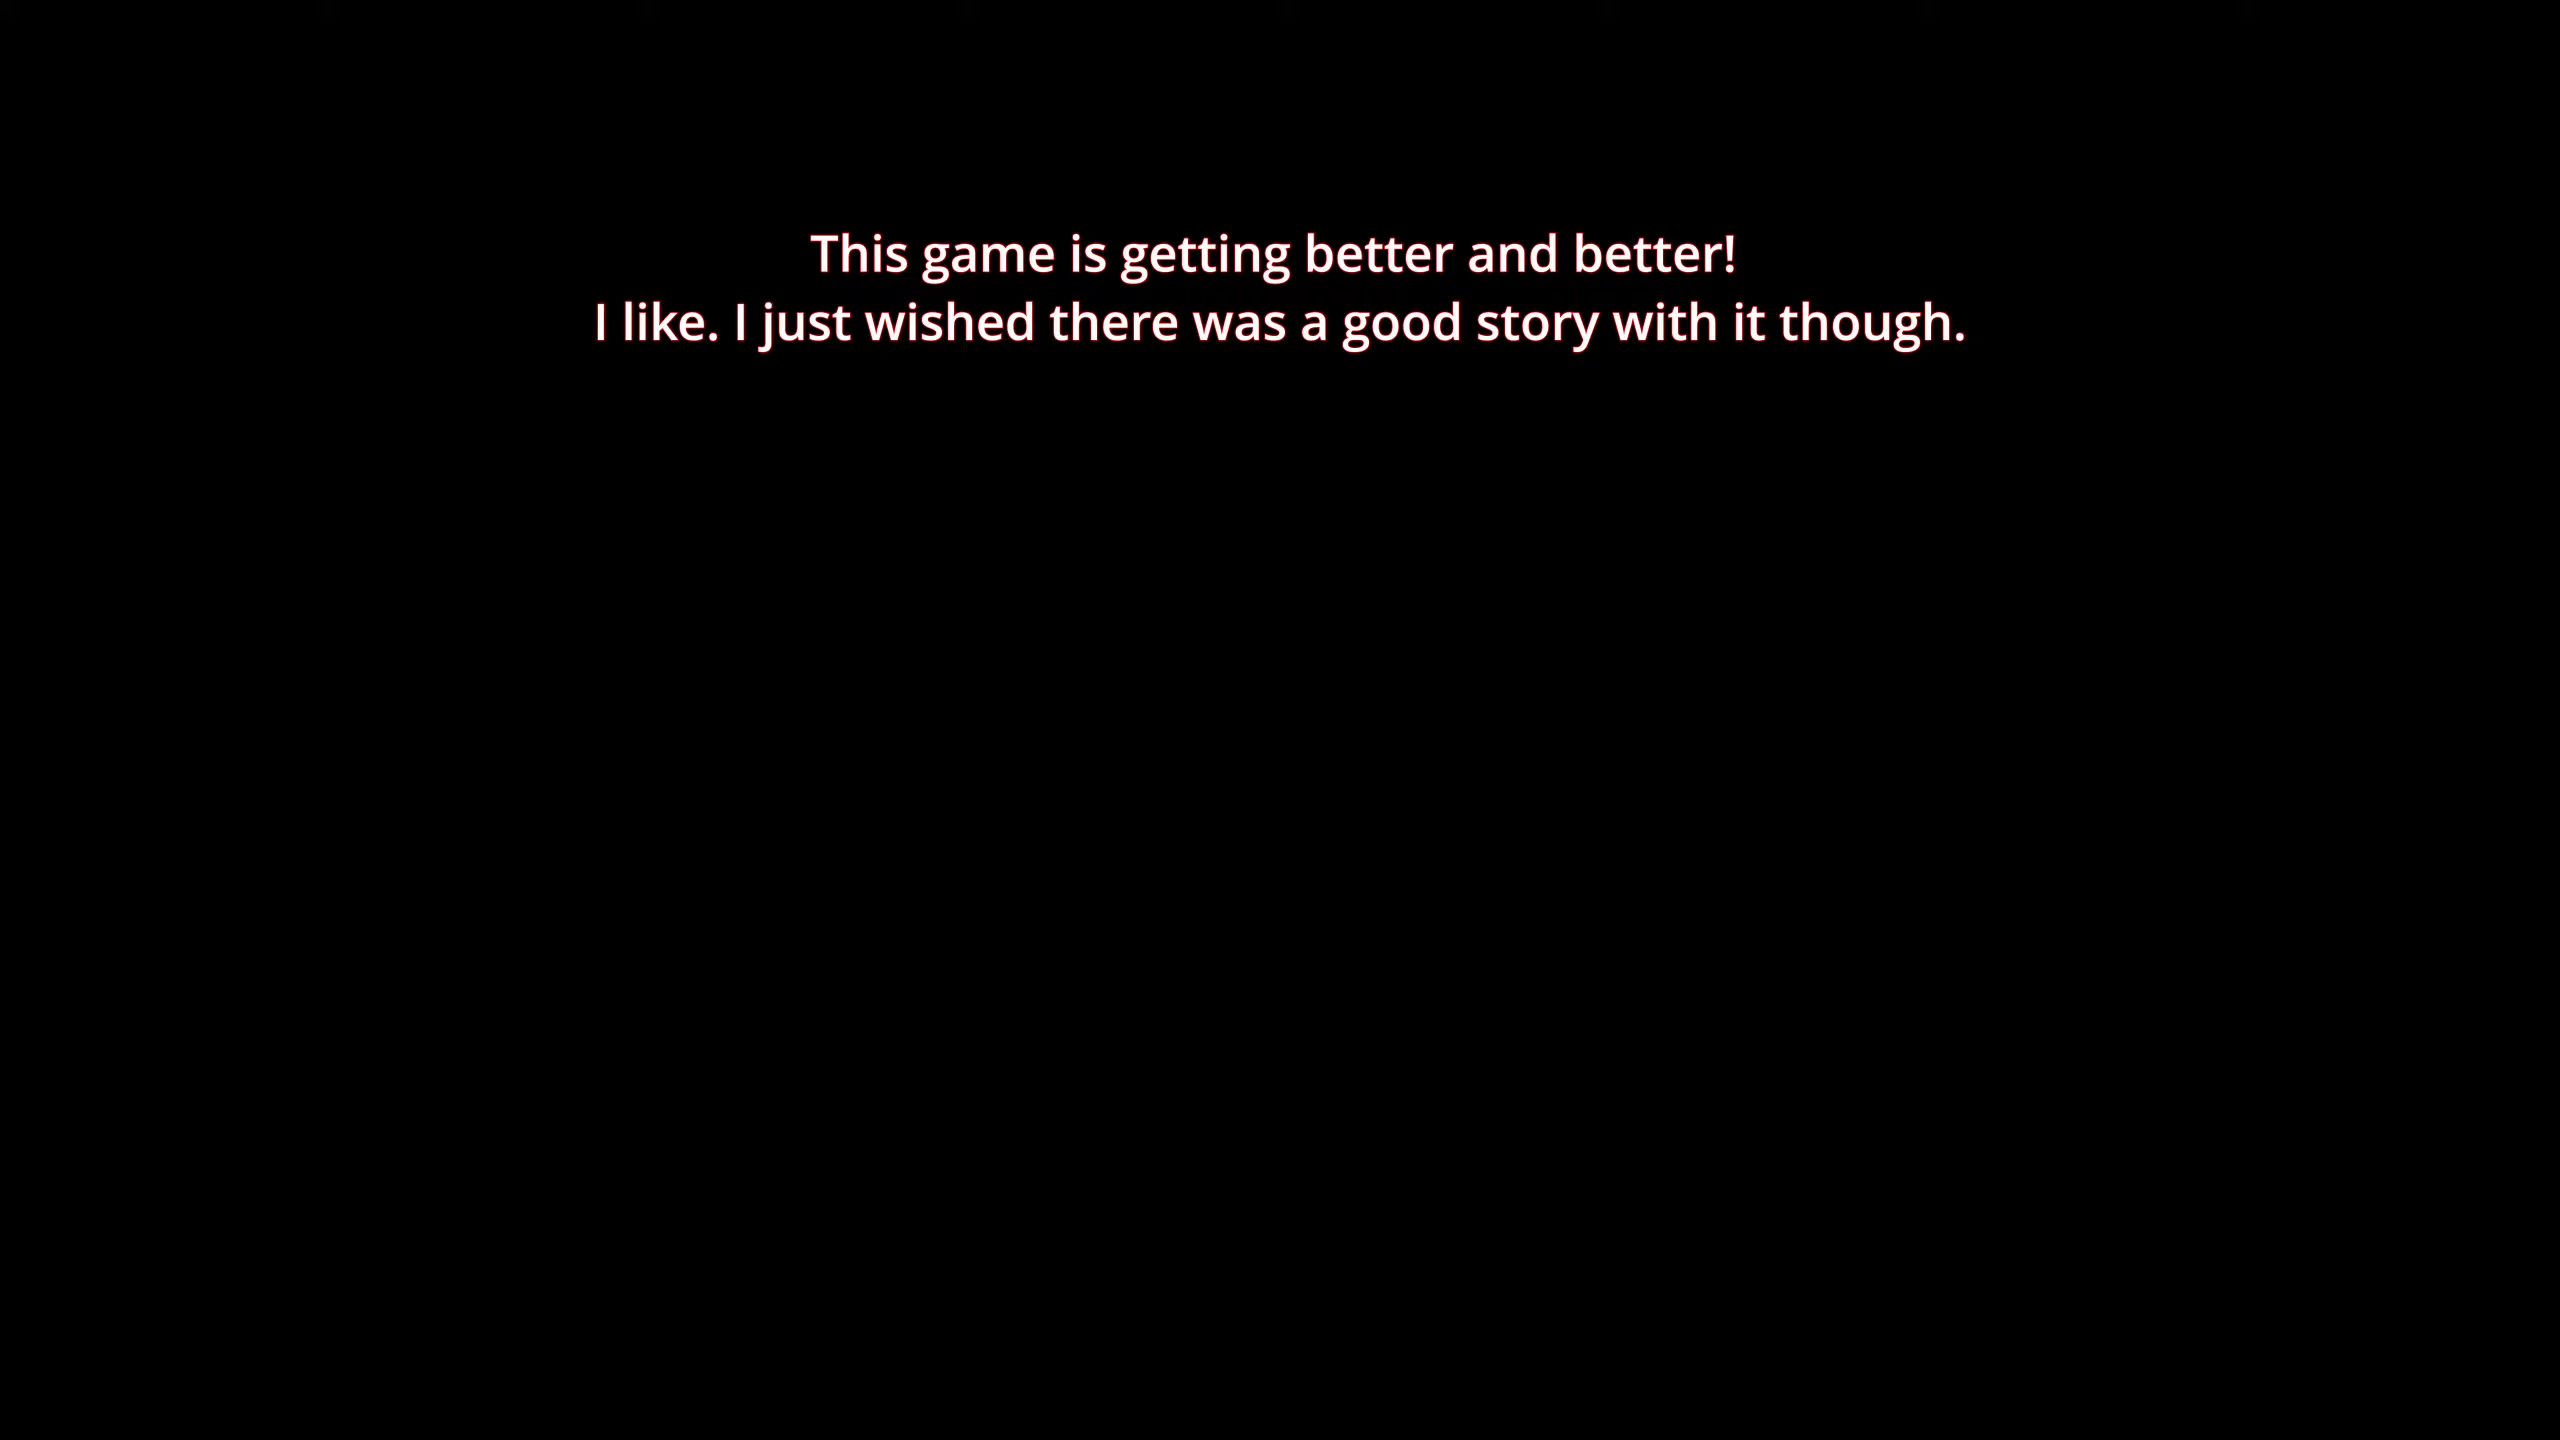 This game is getting better and better!
I like. I just wished there was a good story with it though.